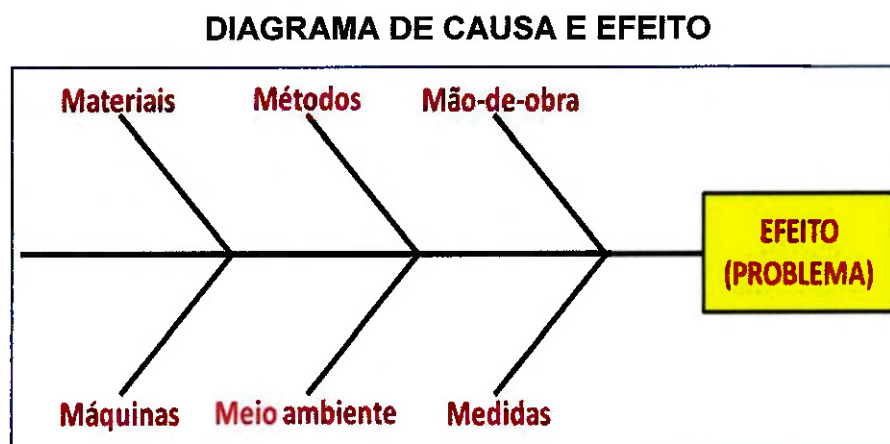 DIAGRAMA DE CAUSA E EFEITO
Materiais
Métodos
Mão-de-obra
EFEITO
(PROBLEMA)
Máquinas
Meio ambiente
Medidas